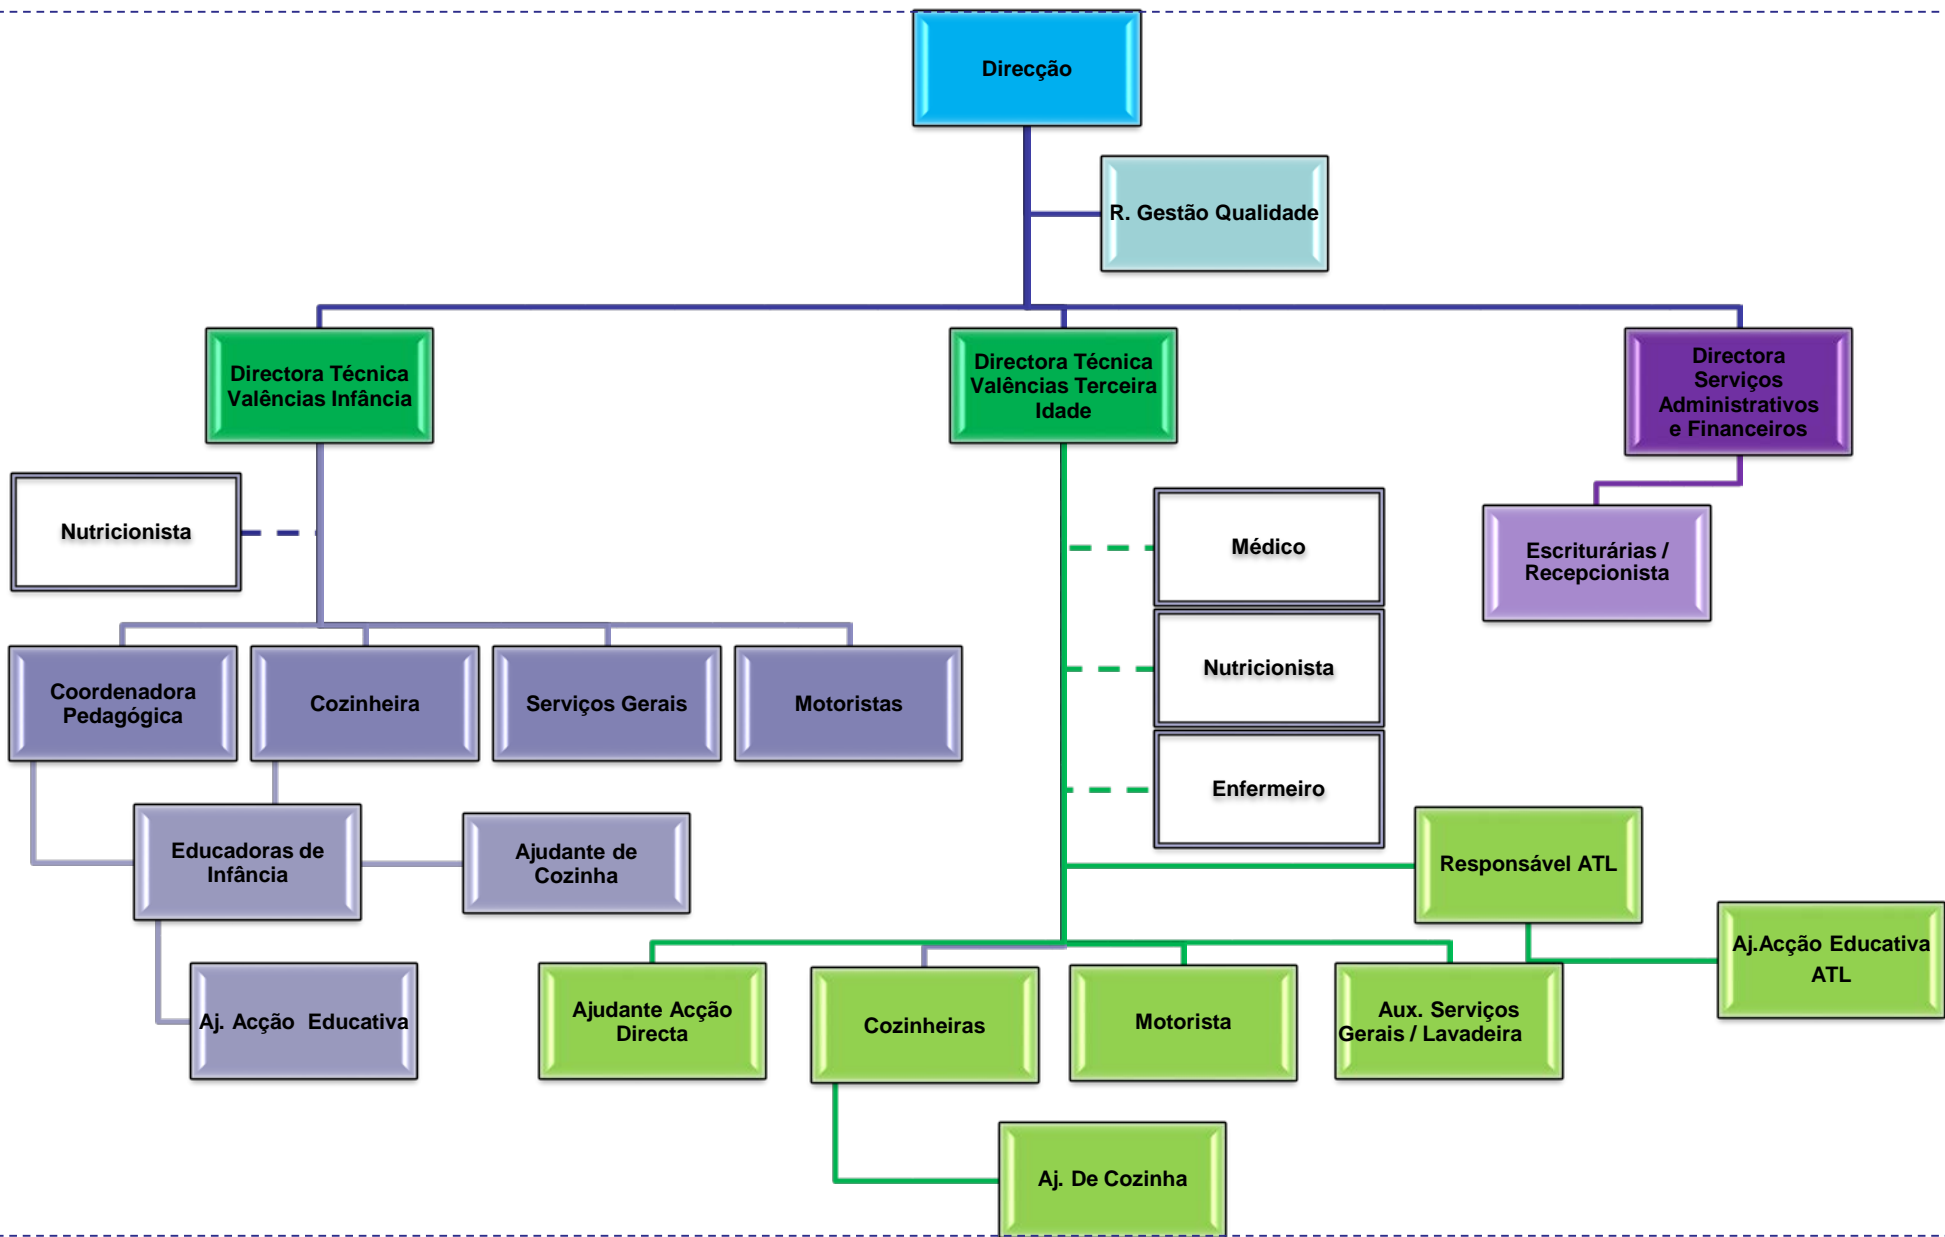 Direcção
R. Gestão Qualidade
Directora Técnica
Valências Infância
Directora Técnica
Valências Terceira
Idade
Directora
Serviços
Administrativos
e Financeiros
Nutricionista
Médico
Escriturárias /
Recepcionista
Nutricionista
Coordenadora
Pedagógica
Cozinheira
Serviços Gerais
Motoristas
Enfermeiro
Educadoras de
Infância
Ajudante de
Cozinha
Responsável ATL
Aj.Acção Educativa
ATL
Aj. Acção  Educativa
Ajudante Acção
Directa
Cozinheiras
Motorista
Aux. Serviços
Gerais / Lavadeira
Aj. De Cozinha